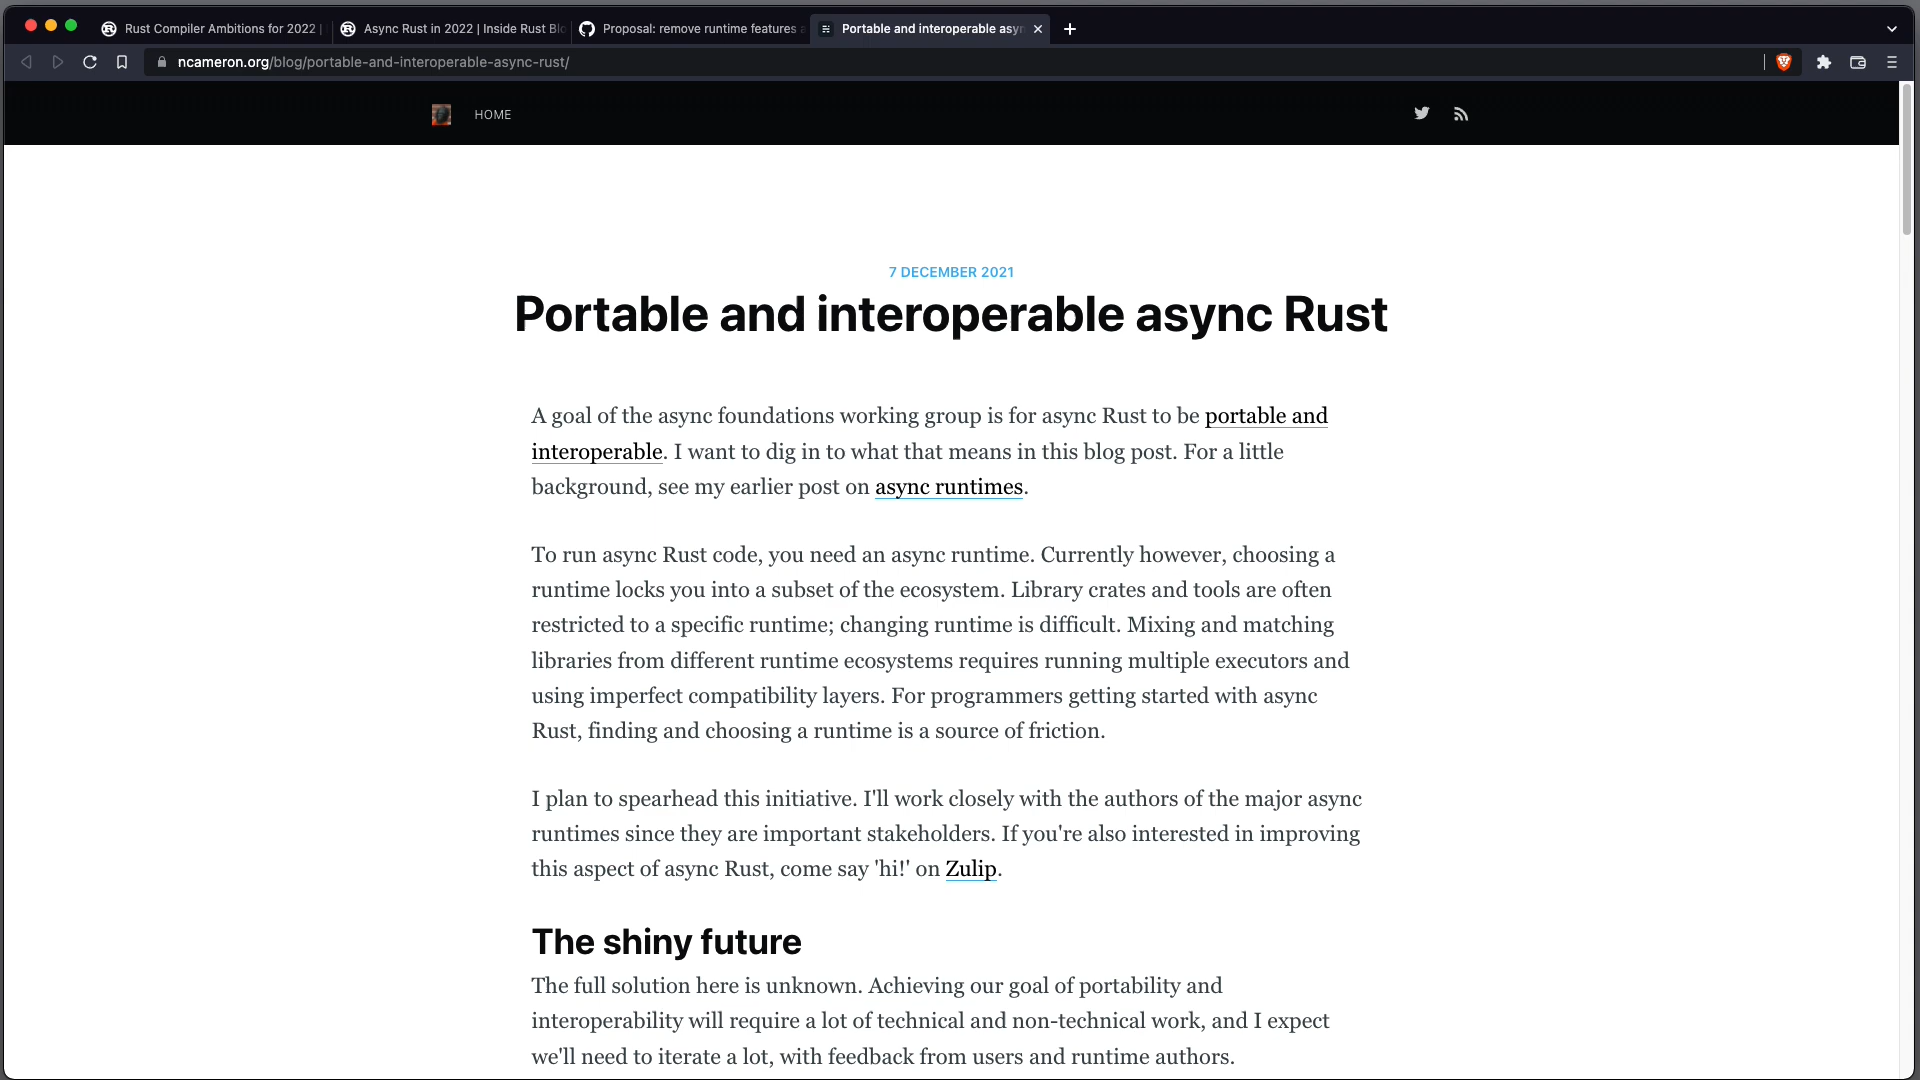 Rust Compiler Ambitions for 2022 |
Async Rust in 2022 | Inside Rust Blo
Proposal: remove runtime features a
Portable and interoperable asyn
ncameron.org/blog/portable-and-interoperable-async-rust/
HOME
7 DECEMBER 2021
Portable and interoperable async Rust
A goal of the async foundations working group is for async Rust to be portable and
interoperable. I want to dig in to what that means in this blog post. For a little
background, see my earlier post on async runtimes.
To run async Rust code, you need an async runtime. Currently however, choosing a
runtime locks you into a subset of the ecosystem. Library crates and tools are often
restricted to a specific runtime; changing runtime is difficult. Mixing and matching
libraries from different runtime ecosystems requires running multiple executors and
using imperfect compatibility layers. For programmers getting started with async
Rust, finding and choosing a runtime is a source of friction.
I plan to spearhead this initiative. I'll work closely with the authors of the major async
runtimes since they are important stakeholders. If you're also interested in improving
this aspect of async Rust, come say 'hi!' on Zulip.
The shiny future
The full solution here is unknown. Achieving our goal of portability and
interoperability will require a lot of technical and non-technical work, and I expect
we'll need to iterate a lot, with feedback from users and runtime authors.